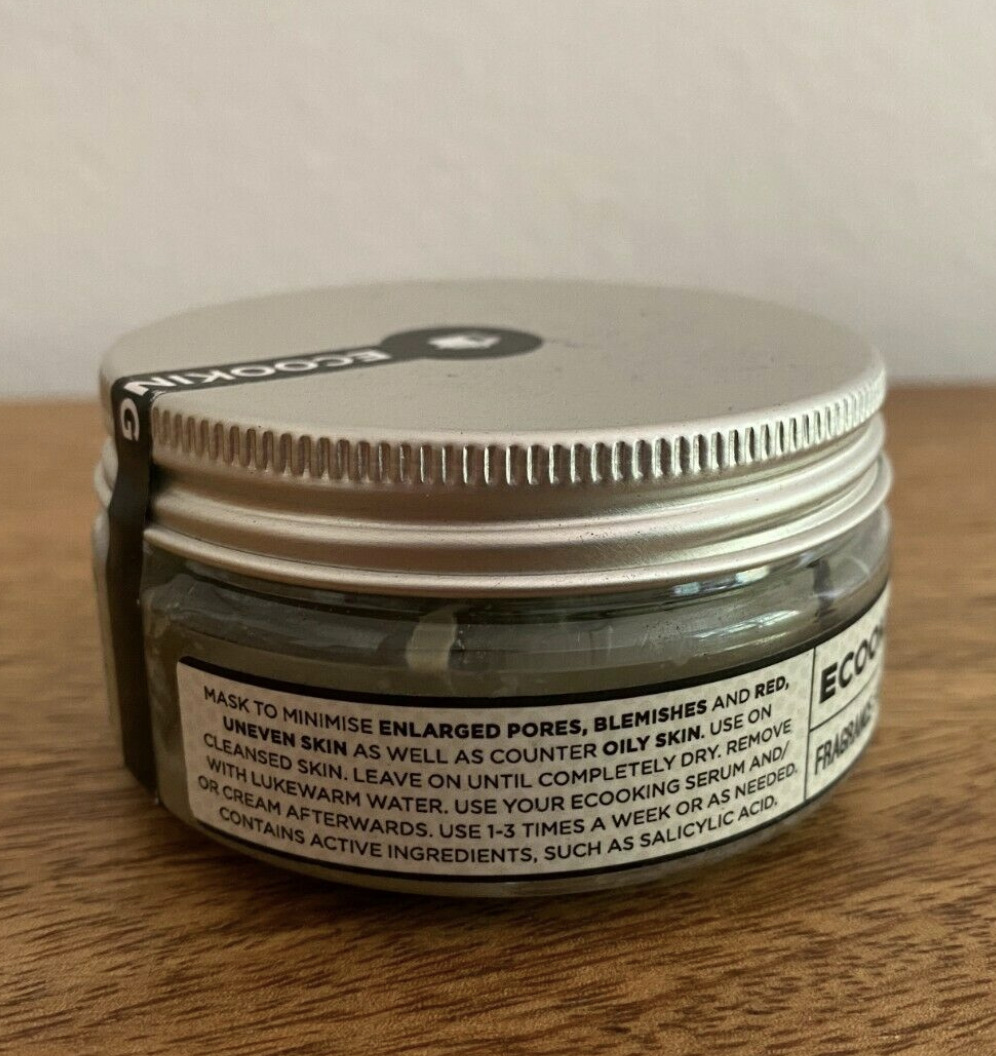 ECOOKING
MASK TO MINIMISE ENLARGED PORES, BLEMISHES AND RED,
UNEVEN SKIN AS WELL AS COUNTER OILY SKIN. USE ON
CLEANSED SKIN. LEAVE ON UNTIL COMPLETELY DRY. REMOVE
WITH LUKEWARM WATER. USE YOUR ECOOKING SERUM AND/
OR CREAM AFTERWARDS. USE 1-3 TIMES A WEEK OR AS NEEDED.
CONTAINS ACTIVE INGREDIENTS, SUCH AS SALICYLIC ACID.
ECOO